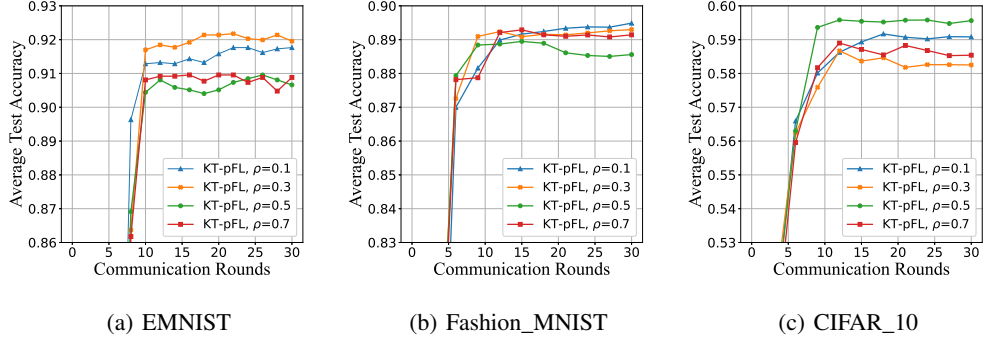 0.93
0.92
0.91
0.90
0.89
0.88
0.87
0.86
Average Test Accuracy
KT-pFL, ρ=0.1
KT-pFL, ρ=0.3
KT-pFL, ρ=0.5
KT-pFL, ρ=0.7
0 5 10 15 20 25 30
Communication Rounds
(a) EMNIST
0.90
0.89
0.88
0.87
0.86
0.85
0.84
0.83
Average Test Accuracy
KT-pFL, ρ=0.1
KT-pFL, ρ=0.3
KT-pFL, ρ=0.5
KT-pFL, ρ=0.7
0 5 10 15 20 25 30
Communication Rounds
(b) Fashion_MNIST
0.60
0.59
0.58
0.57
0.56
0.55
0.54
0.53
Average Test Accuracy
KT-pFL, ρ=0.1
KT-pFL, ρ=0.3
KT-pFL, ρ=0.5
KT-pFL, ρ=0.7
0 5 10 15 20 25 30
Communication Rounds
(c) CIFAR_10